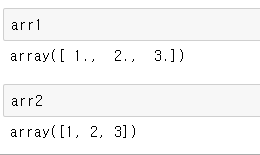 arr1
array([ 1.,  2.,  3.])
arr2
array([1, 2, 3])